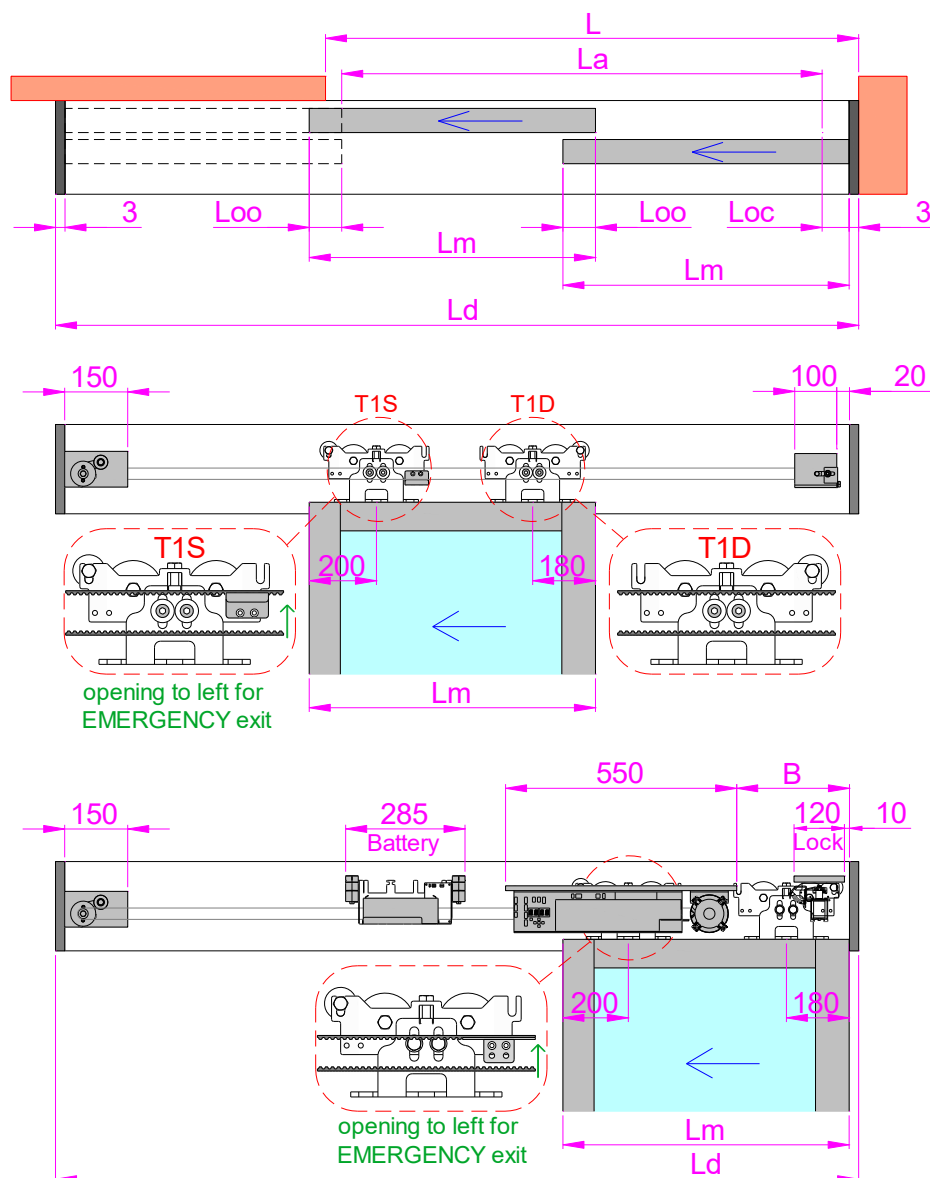 L
La
3
Loo
Loo
Loc
3
Lm
Lm
Ld
150
100
20
T1S
T1D
T1S
200
180
T1D
Lm
opening to left for
EMERGENCY exit
550
B
150
285
120
10
Battery
Lock
200
180
opening to left for
EMERGENCY exit
Lm
Ld